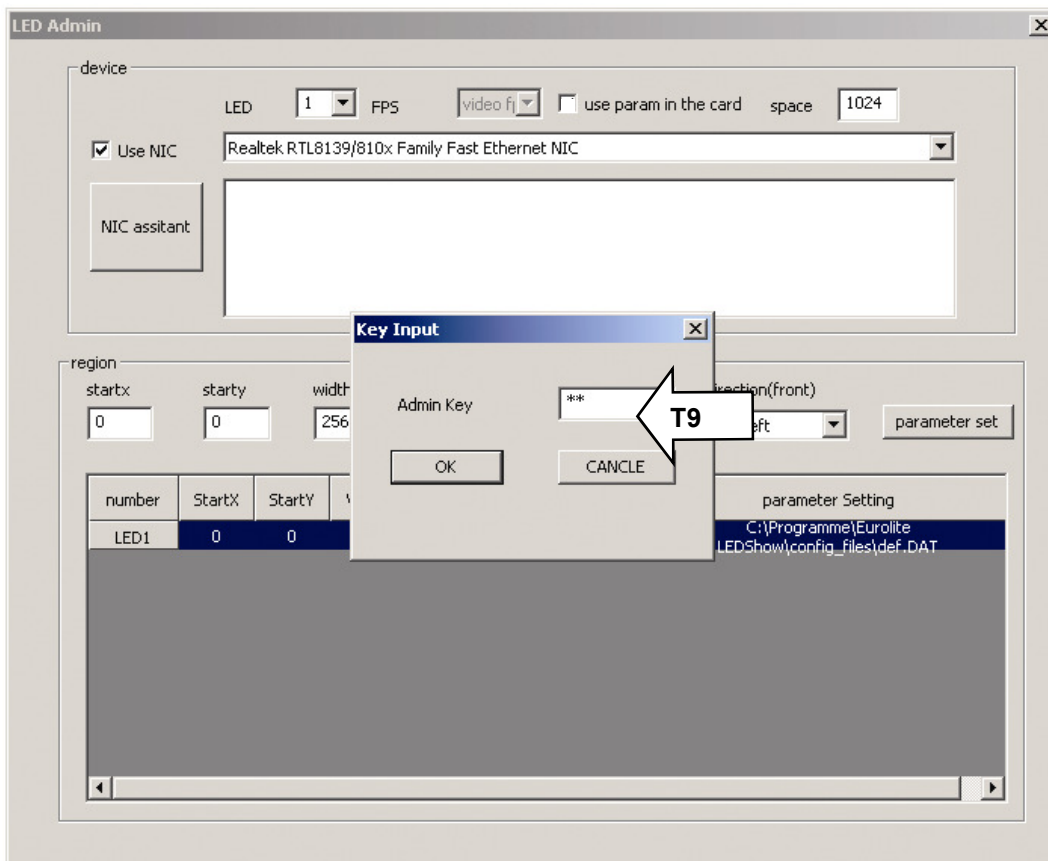 LED Admin
device
LED 1 FPS video f use param in the card space 1024
Use NIC Realtek RTL8139/810x Family Fast Ethernet NIC
NIC assitant
Key Input
Admin Key ** T9
OK CANCLE
region
startx starty width irection(front)
0 0 256 eft parameter set
number StartX StartY parameter Setting
LED1 0 0 C:\Programme\Eurolite
LEDShow\config_files\def.DAT